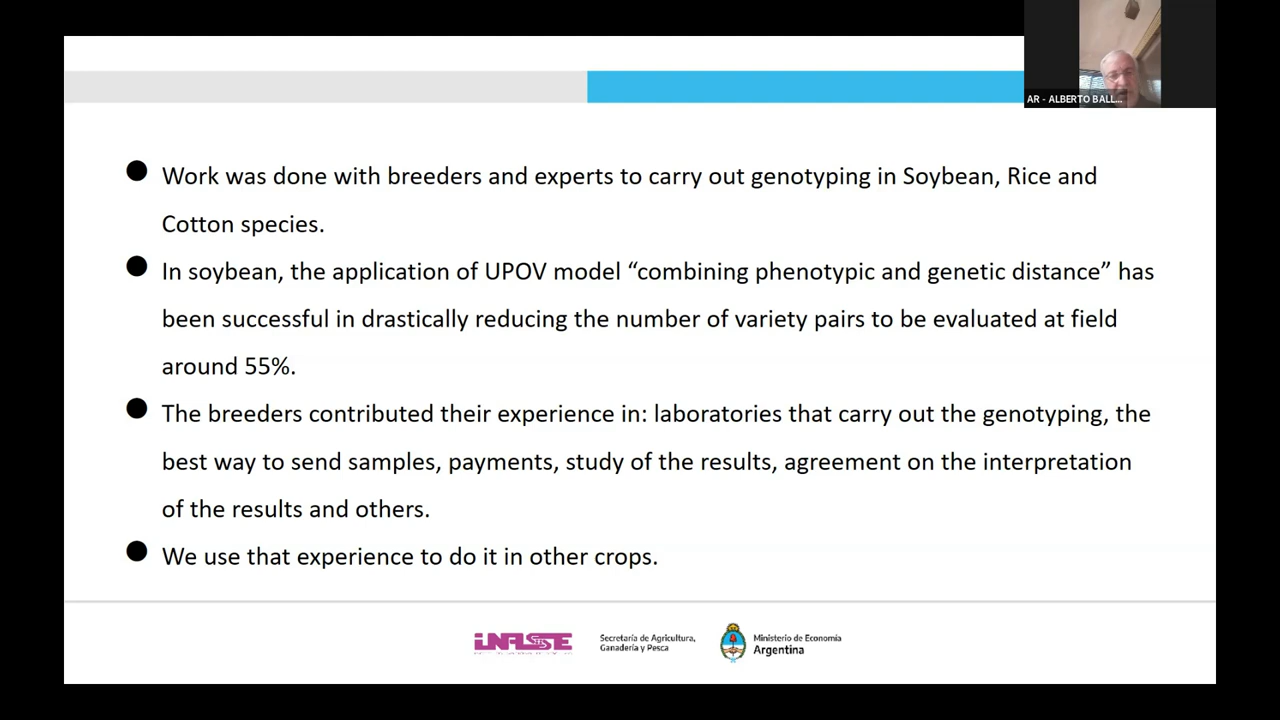 AR - ALBERTO BALL...
● Work was done with breeders and experts to carry out genotyping in Soybean, Rice and
Cotton species.
● In soybean, the application of UPOV model “combining phenotypic and genetic distance” has
been successful in drastically reducing the number of variety pairs to be evaluated at field
around 55%.
● The breeders contributed their experience in: laboratories that carry out the genotyping, the
best way to send samples, payments, study of the results, agreement on the interpretation
of the results and others.
● We use that experience to do it in other crops.
INASE
Secretaría de Agricultura,
Ganadería y Pesca
Ministerio de Economía
Argentina